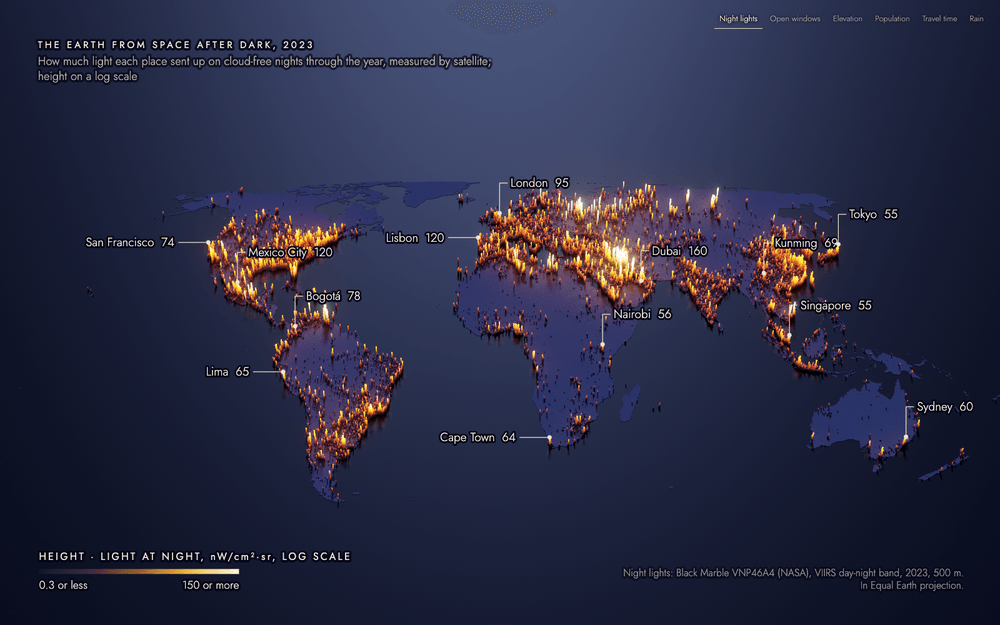 Night lights Open windows Elevation Population Travel time Rain
THE EARTH FROM SPACE AFTER DARK, 2023
How much light each place sent up on cloud-free nights through the year, measured by satellite;
height on a log scale
London 95
Tokyo 55
Lisbon 120
San Francisco 74
Kunming 69
Mexico City 120
Dubai 160
Bogotá 78
Singapore 55
Nairobi 56
Lima 65
Sydney 60
Cape Town 64
HEIGHT - LIGHT AT NIGHT, nW/cm²·sr, LOG SCALE
0.3 or less 150 or more
Night lights: Black Marble VNP46A4 (NASA), VIIRS day-night band, 2023, 500 m.
In Equal Earth projection.